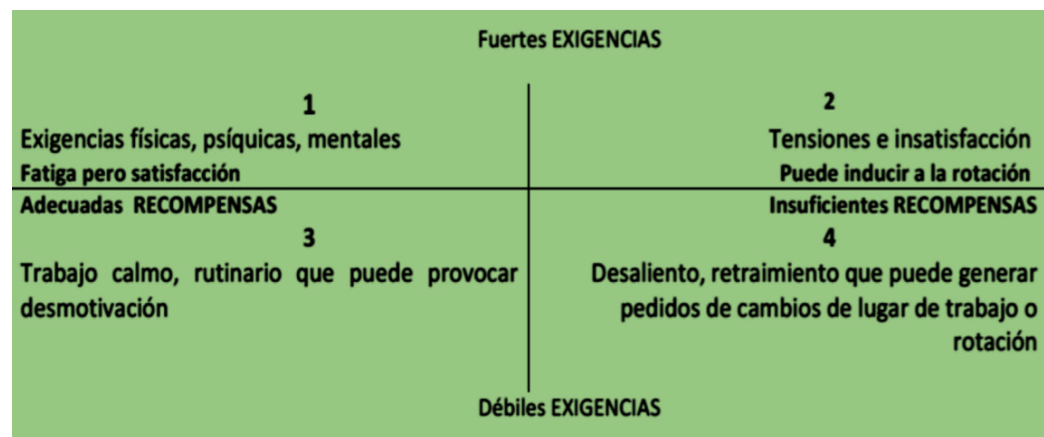 Fuertes EXIGENCIAS
1
Exigencias físicas, psíquicas, mentales
Fatiga pero satisfacción
2
Tensiones e insatisfacción
Puede inducir a la rotación
Adecuadas RECOMPENSAS
Insuficientes RECOMPENSAS
3
Trabajo calmo, rutinario que puede provocar
desmotivación
4
Desaliento, retraimiento que puede generar
pedidos de cambios de lugar de trabajo o
rotación
Débiles EXIGENCIAS